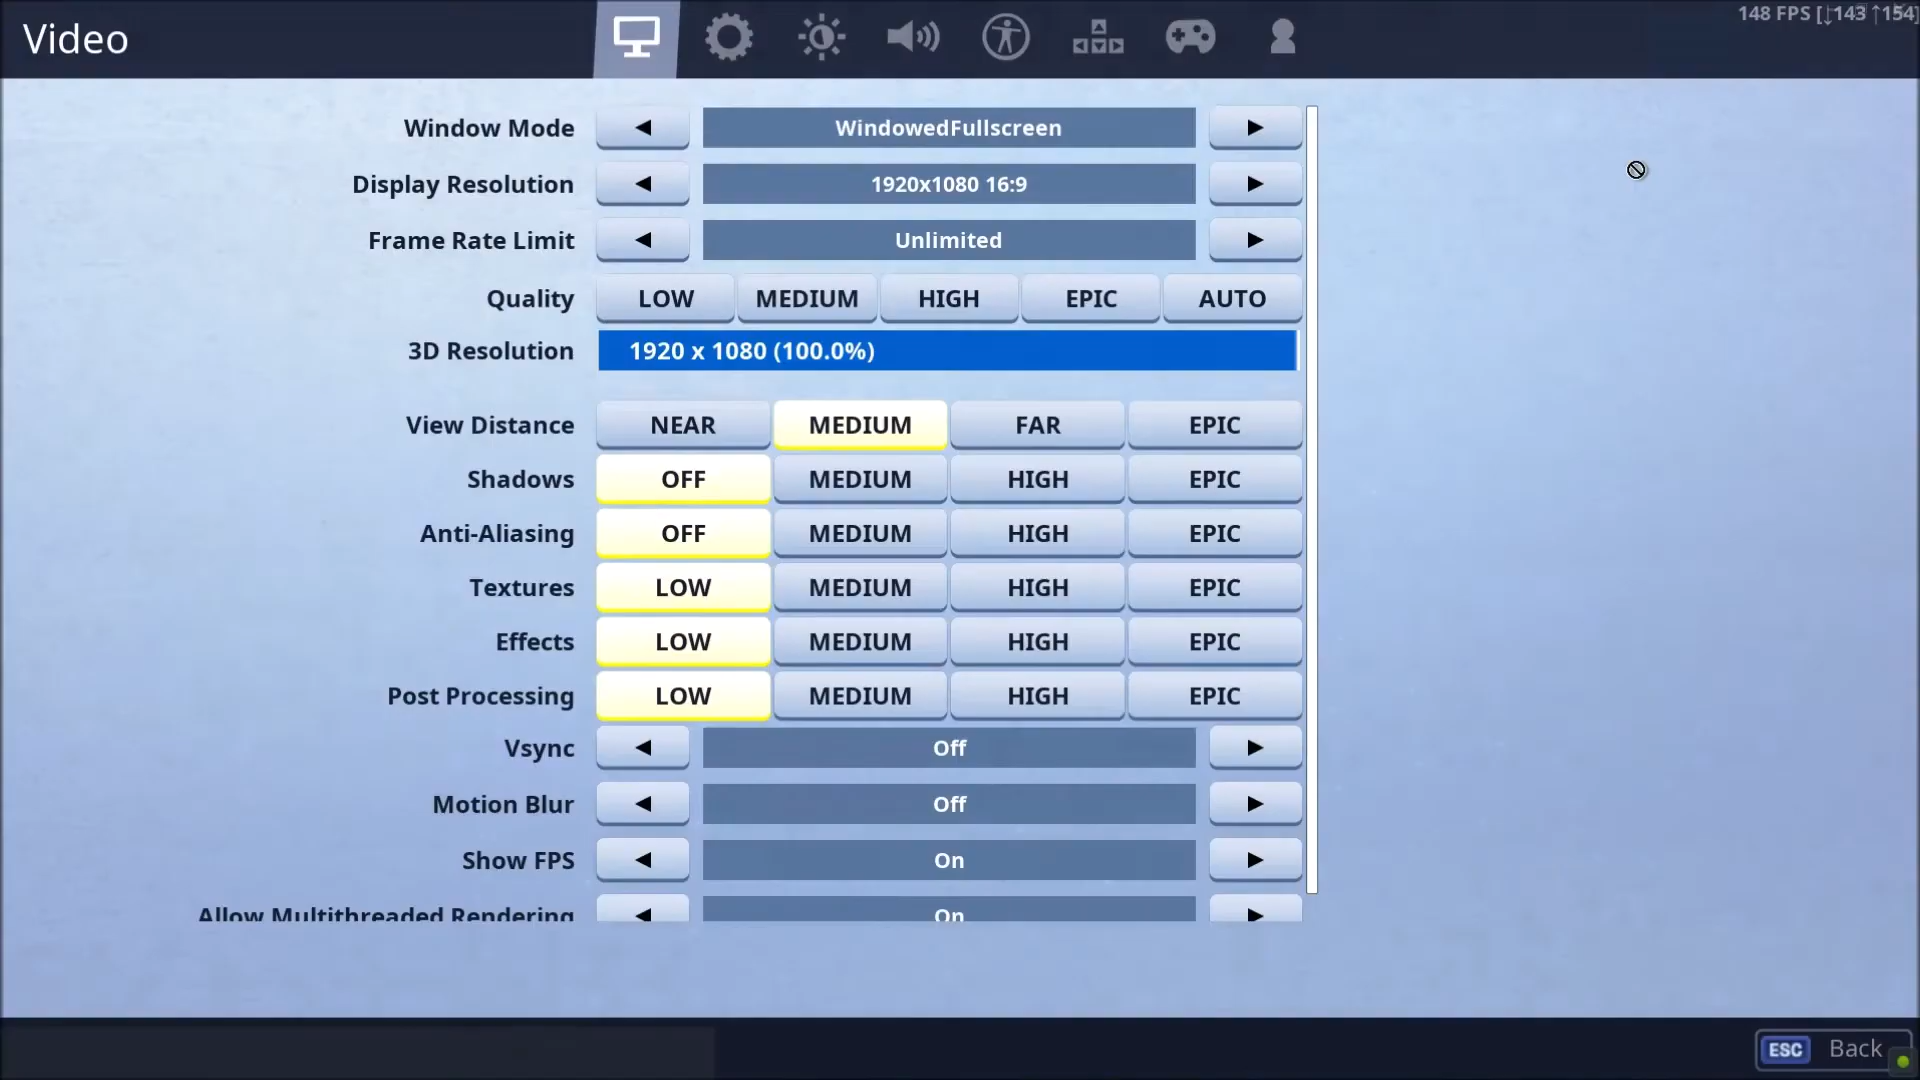 Video
148 FPS [↓143 ↑154]
Window Mode ◀ WindowedFullscreen ▶
Display Resolution ◀ 1920x1080 16:9 ▶
Frame Rate Limit ◀ Unlimited ▶
Quality LOW MEDIUM HIGH EPIC AUTO
3D Resolution 1920 x 1080 (100.0%)
View Distance NEAR MEDIUM FAR EPIC
Shadows OFF MEDIUM HIGH EPIC
Anti-Aliasing OFF MEDIUM HIGH EPIC
Textures LOW MEDIUM HIGH EPIC
Effects LOW MEDIUM HIGH EPIC
Post Processing LOW MEDIUM HIGH EPIC
Vsync ◀ Off ▶
Motion Blur ◀ Off ▶
Show FPS ◀ On ▶
Allow Multithreaded Rendering ◀ On ▶
ESC Back